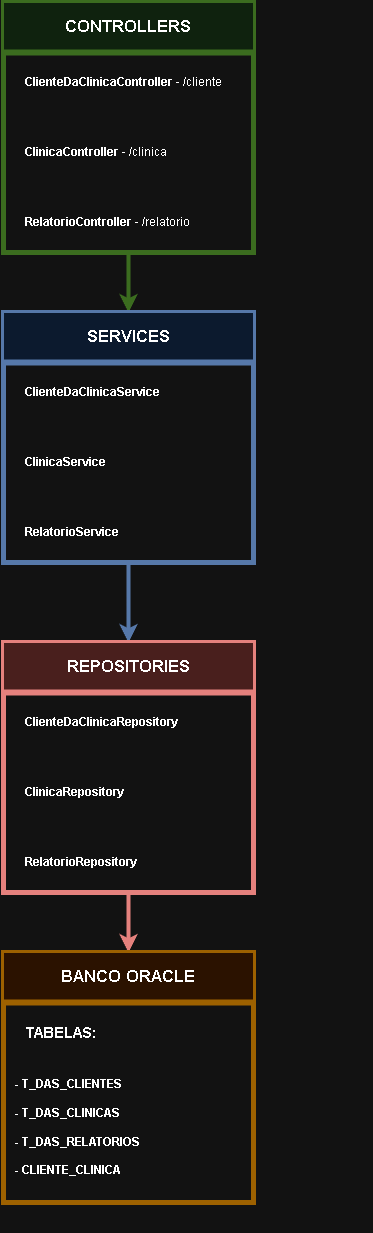 CONTROLLERS
ClienteDaClinicaController - /cliente
ClinicaController - /clinica
RelatorioController - /relatorio
SERVICES
ClienteDaClinicaService
ClinicaService
RelatorioService
REPOSITORIES
ClienteDaClinicaRepository
ClinicaRepository
RelatorioRepository
BANCO ORACLE
TABELAS:
- T_DAS_CLIENTES
- T_DAS_CLINICAS
- T_DAS_RELATORIOS
- CLIENTE_CLINICA